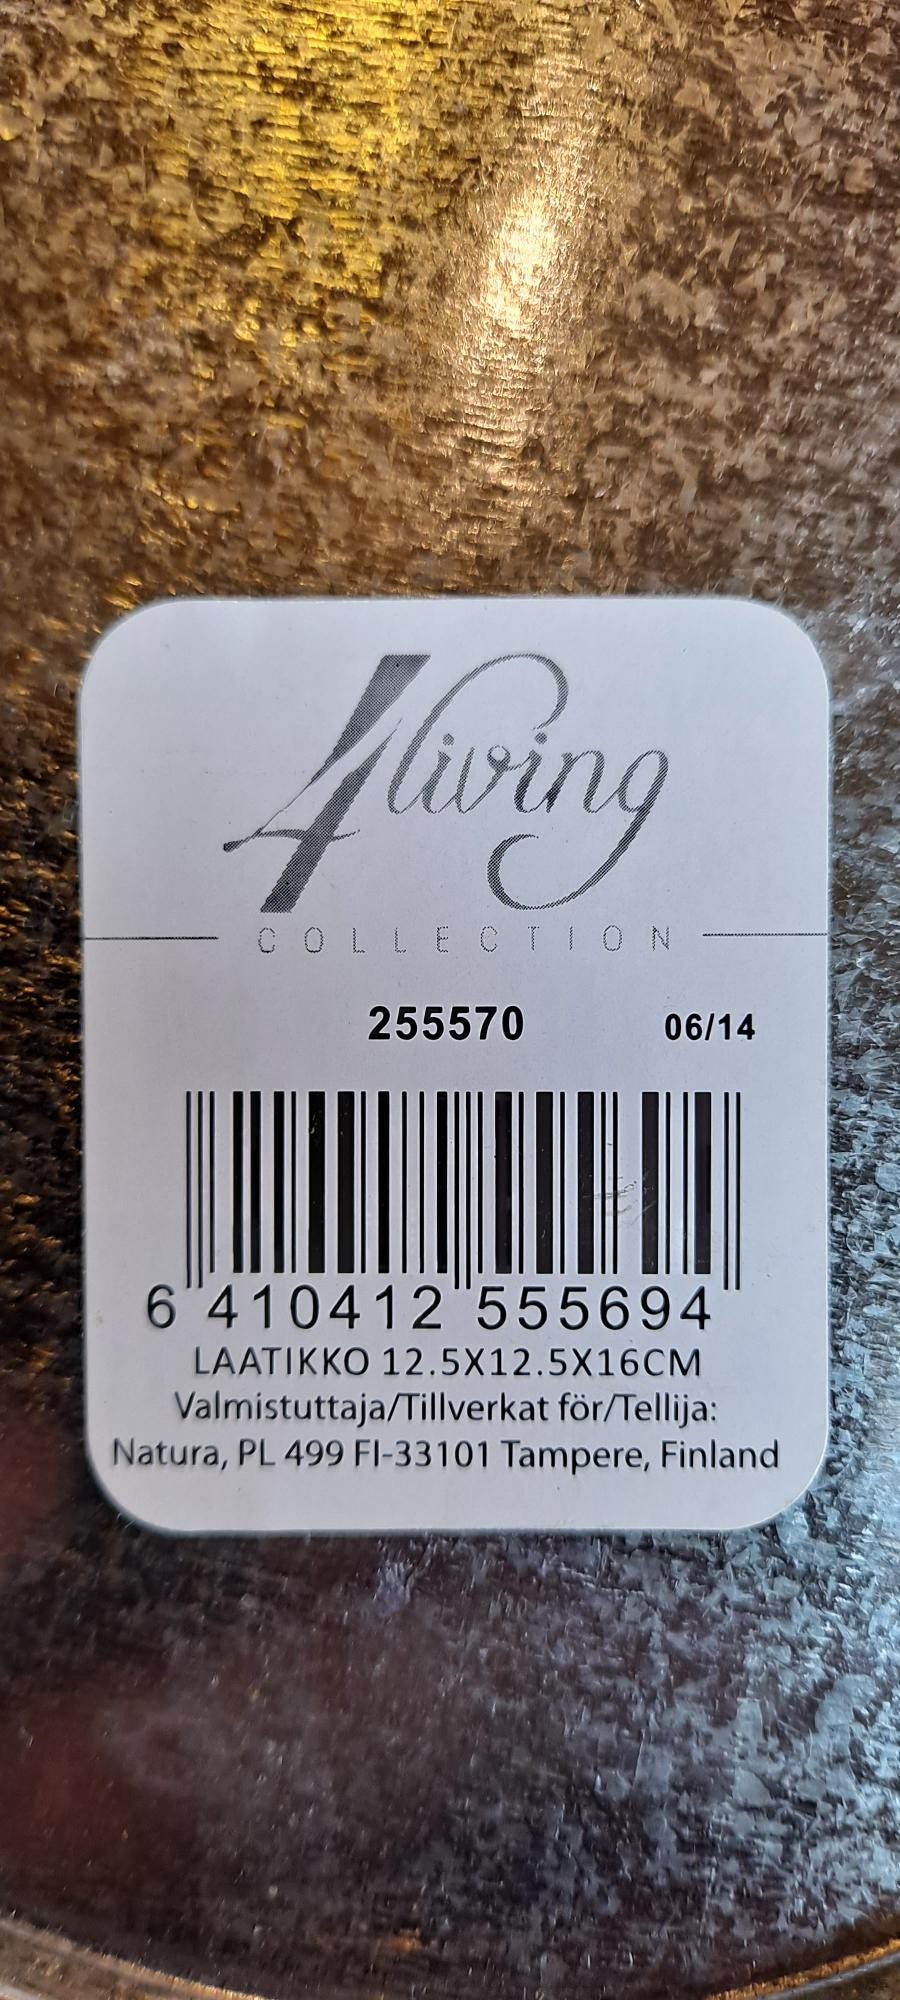 4living
COLLECTION
255570 06/14
6 410412 555694
LAATIKKO 12.5X12.5X16CM
Valmistuttaja/Tillverkat för/Tellija:
Natura, PL 499 FI-33101 Tampere, Finland